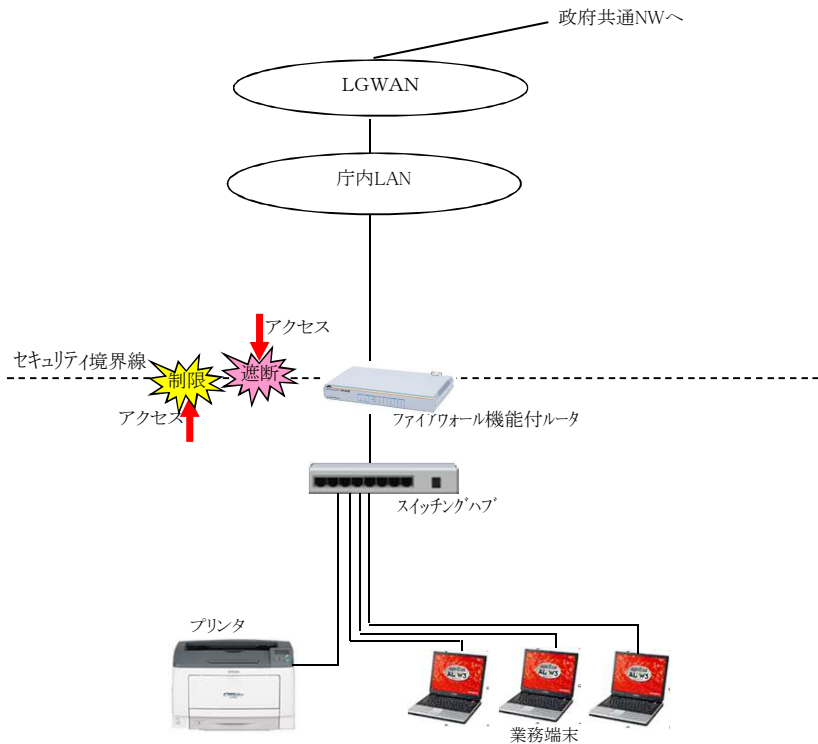 政府共通NWへ
LGWAN
庁内LAN
アクセス
セキュリティ境界線
制限
遮断
アクセス
ファイアウォール機能付ルータ
スイッチングハブ
プリンタ
業務端末